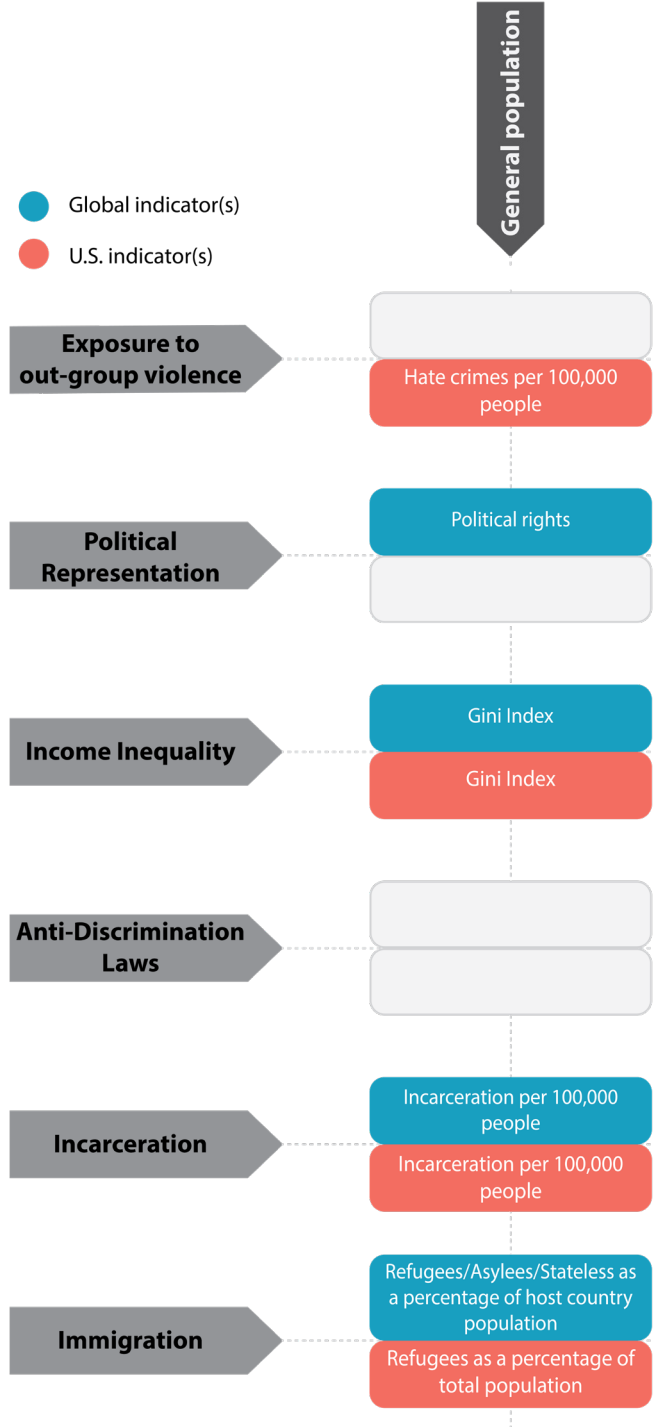 General population
Global indicator(s)
U.S. indicator(s)
Exposure to
out-group violence
Hate crimes per 100,000
people
Political
Representation
Political rights
Income Inequality
Gini Index
Gini Index
Anti-Discrimination
Laws
Incarceration
Incarceration per 100,000
people
Incarceration per 100,000
people
Immigration
Refugees/Asylees/Stateless as
a percentage of host country
population
Refugees as a percentage of
total population